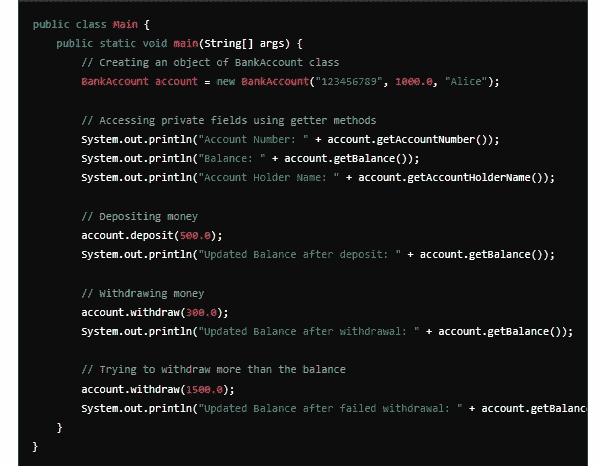 public class Main {
    public static void main(String[] args) {
        // Creating an object of BankAccount class
        BankAccount account = new BankAccount("123456789", 1000.0, "Alice");

        // Accessing private fields using getter methods
        System.out.println("Account Number: " + account.getAccountNumber());
        System.out.println("Balance: " + account.getBalance());
        System.out.println("Account Holder Name: " + account.getAccountHolderName());

        // Depositing money
        account.deposit(500.0);
        System.out.println("Updated Balance after deposit: " + account.getBalance());

        // Withdrawing money
        account.withdraw(300.0);
        System.out.println("Updated Balance after withdrawal: " + account.getBalance());

        // Trying to withdraw more than the balance
        account.withdraw(1500.0);
        System.out.println("Updated Balance after failed withdrawal: " + account.getBalanc
    }
}